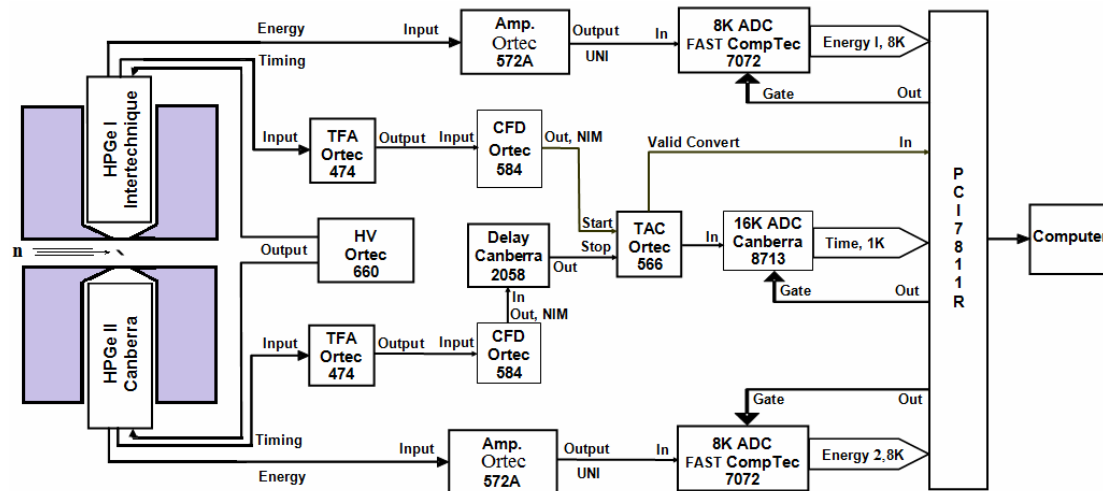 Energy
Timing
Input
Amp.
Ortec
572A
Output
UNI
In
8K ADC
FAST CompTec
7072
Energy I, 8K
Gate
Out
HPGe I
Intertechnique
Input
TFA
Ortec
474
Output
Input
CFD
Ortec
584
Out, NIM
Valid Convert
In
n
Output
HV
Ortec
660
Delay
Canberra
2058
Out
In
Start
Stop
TAC
Ortec
566
In
16K ADC
Canberra
8713
Time, 1K
Gate
Out
PCI7811R
Computer
HPGe II
Canberra
Input
TFA
Ortec
474
Output
Input
Out, NIM
CFD
Ortec
584
Timing
Energy
Input
Amp.
Ortec
572A
Output
UNI
In
Gate
Out
8K ADC
FAST CompTec
7072
Energy 2,8K